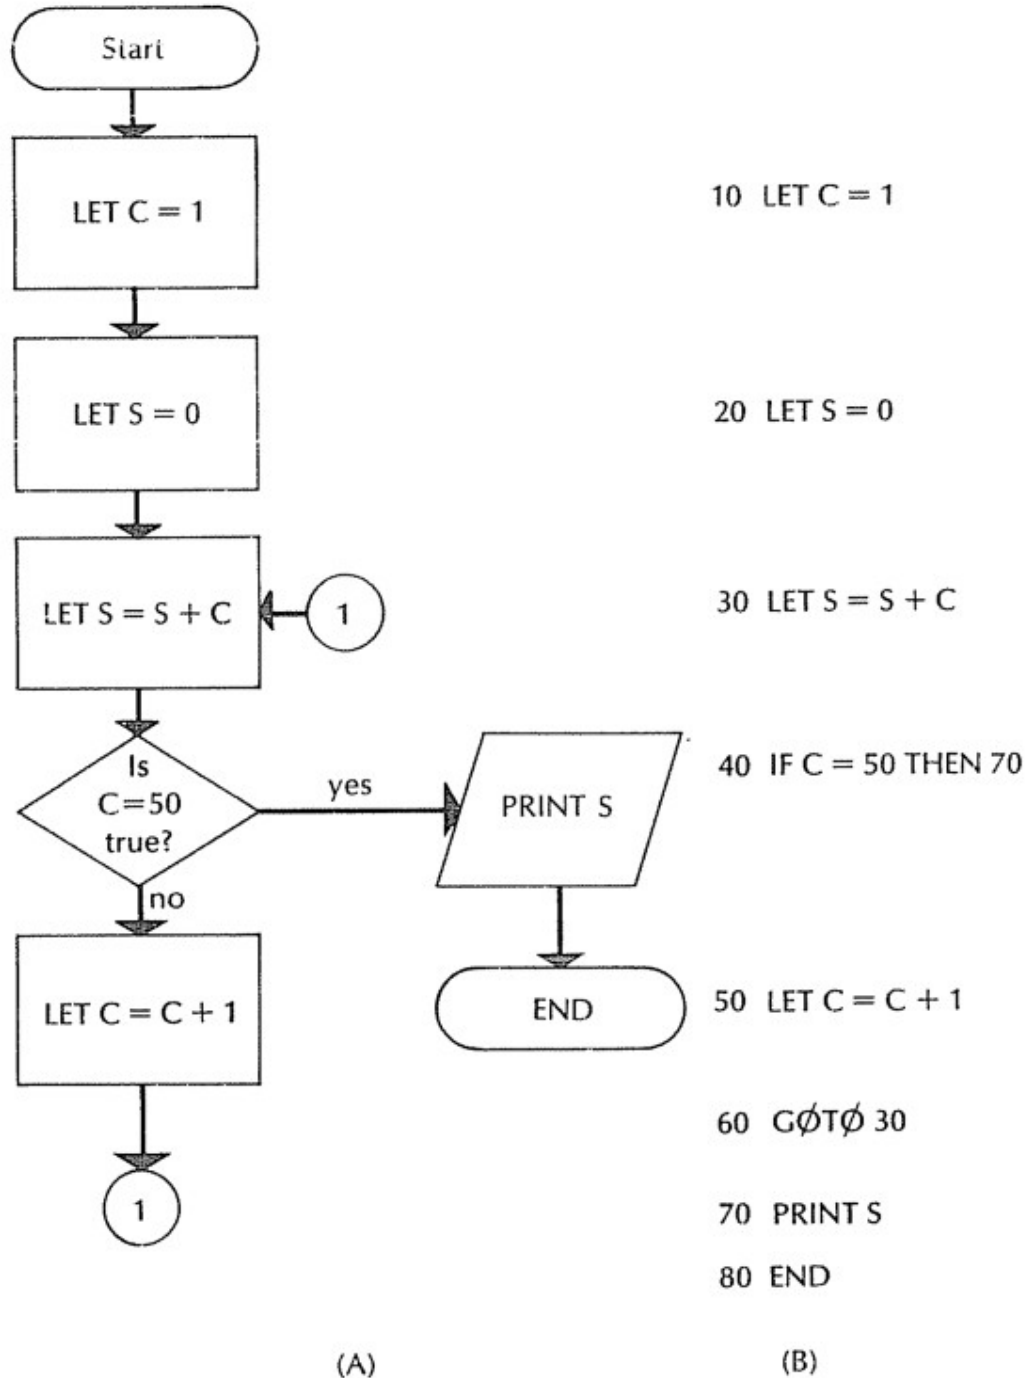 Start
LET C = 1
LET S = 0
LET S = S + C
1
Is
C=50
true?
yes
PRINT S
END
no
LET C = C + 1
1
(A)
10 LET C = 1
20 LET S = 0
30 LET S = S + C
40 IF C = 50 THEN 70
50 LET C = C + 1
60 GØTØ 30
70 PRINT S
80 END
(B)